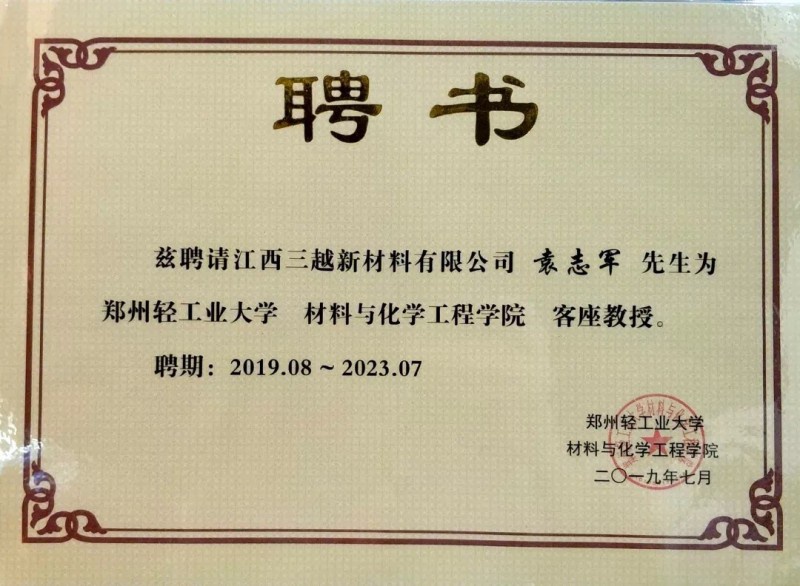 聘 书
兹聘请江西三越新材料有限公司 袁志军 先生为
郑州轻工业大学 材料与化学工程学院 客座教授。
聘期：2019.08 ~ 2023.07
郑州轻工业大学
材料与化学工程学院
二〇一九年七月